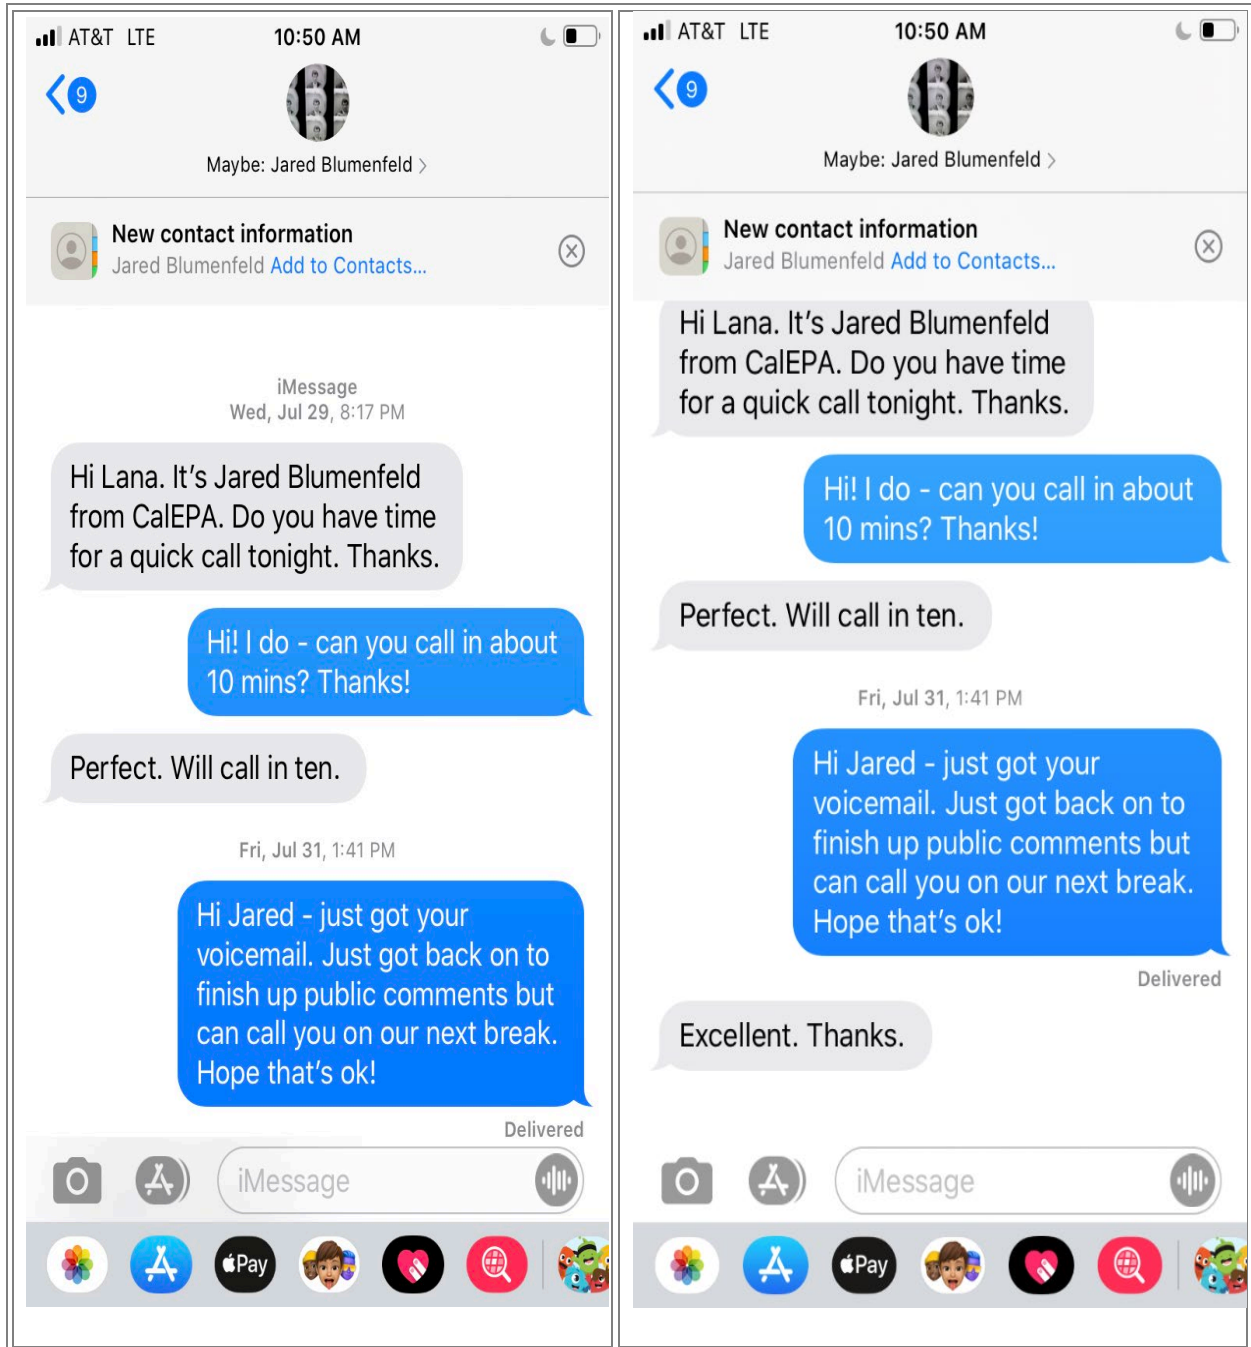 AT&T LTE 10:50 AM
9
Maybe: Jared Blumenfeld >
New contact information
Jared Blumenfeld Add to Contacts...
iMessage
Wed, Jul 29, 8:17 PM
Hi Lana. It's Jared Blumenfeld
from CalEPA. Do you have time
for a quick call tonight. Thanks.
Hi! I do - can you call in about
10 mins? Thanks!
Perfect. Will call in ten.
Fri, Jul 31, 1:41 PM
Hi Jared - just got your
voicemail. Just got back on to
finish up public comments but
can call you on our next break.
Hope that's ok!
Delivered
iMessage
Pay
AT&T LTE 10:50 AM
9
Maybe: Jared Blumenfeld >
New contact information
Jared Blumenfeld Add to Contacts...
Hi Lana. It's Jared Blumenfeld
from CalEPA. Do you have time
for a quick call tonight. Thanks.
Hi! I do - can you call in about
10 mins? Thanks!
Perfect. Will call in ten.
Fri, Jul 31, 1:41 PM
Hi Jared - just got your
voicemail. Just got back on to
finish up public comments but
can call you on our next break.
Hope that's ok!
Delivered
Excellent. Thanks.
iMessage
Pay